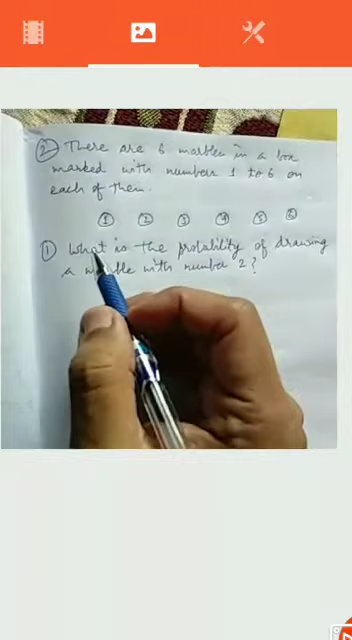 ② There are 6 marbles in a box
marked with numbers 1 to 6 on
each of them.
① ② ③ ④ ⑤ ⑥
① What is the probability of drawing
a marble with number 2?